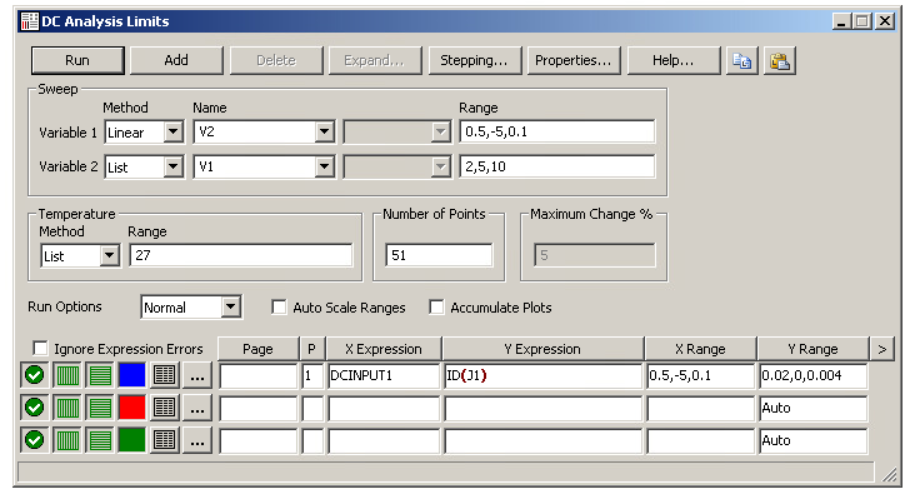 DC Analysis Limits
Run Add Delete Expand... Stepping... Properties... Help...
Sweep
Method Name Range
Variable 1 Linear V2 0.5,-5,0.1
Variable 2 List V1 2,5,10
Temperature Number of Points Maximum Change %
Method Range
List 27 51 5
Run Options Normal Auto Scale Ranges Accumulate Plots
Ignore Expression Errors Page P X Expression Y Expression X Range Y Range >
... 1 DCINPUT1 ID(J1) 0.5,-5,0.1 0.02,0,0.004
... Auto
... Auto